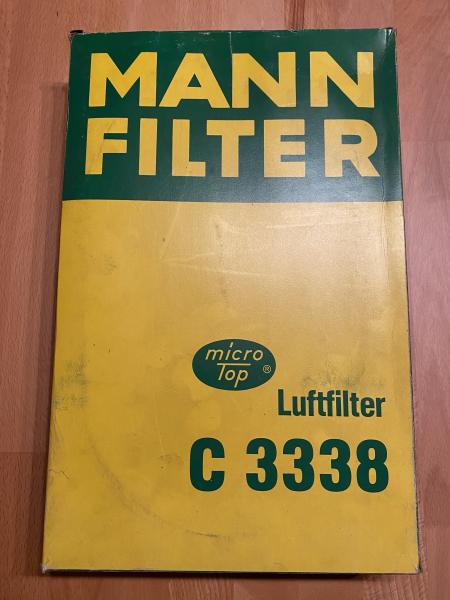 MANN
FILTER
micro
Top ®
Luftfilter
C 3338